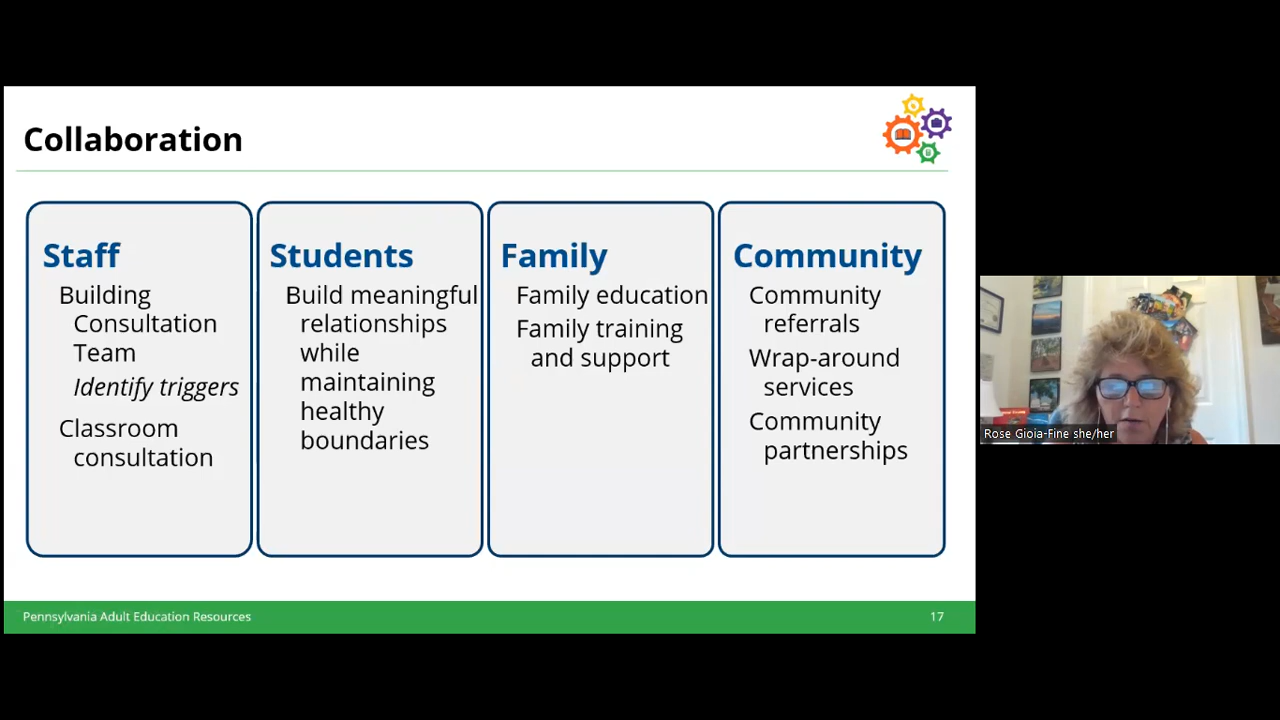 Collaboration
Staff
Building
Consultation
Team
Identify triggers
Classroom
consultation
Students
Build meaningful
relationships
while
maintaining
healthy
boundaries
Family
Family education
Family training
and support
Community
Community
referrals
Wrap-around
services
Community
partnerships
Pennsylvania Adult Education Resources
17
Rose Gioia-Fine she/her